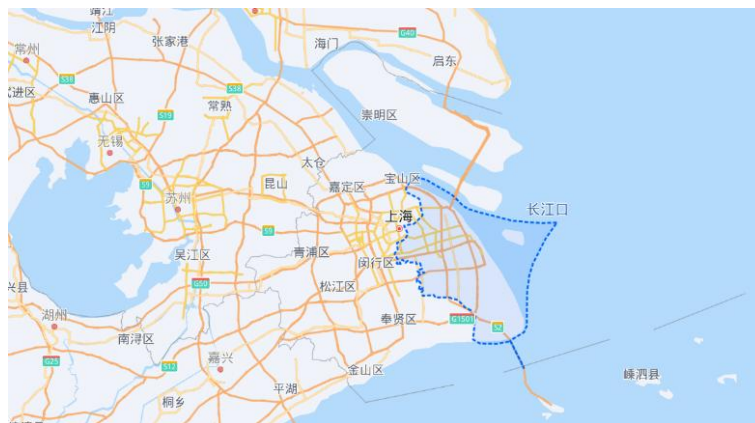 靖江
江阴
张家港
海门
G40
启东
常州
武进区
S38
S38
惠山区
S19
常熟
崇明区
无锡
太仓
宝山区
S9
昆山
嘉定区
苏州
上海
长江口
S9
吴江区
青浦区
闵行区
G50
松江区
兴县
湖州
奉贤区
G1501
S2
南浔区
嘉兴
G25
S12
金山区
嵊泗县
平湖
桐乡